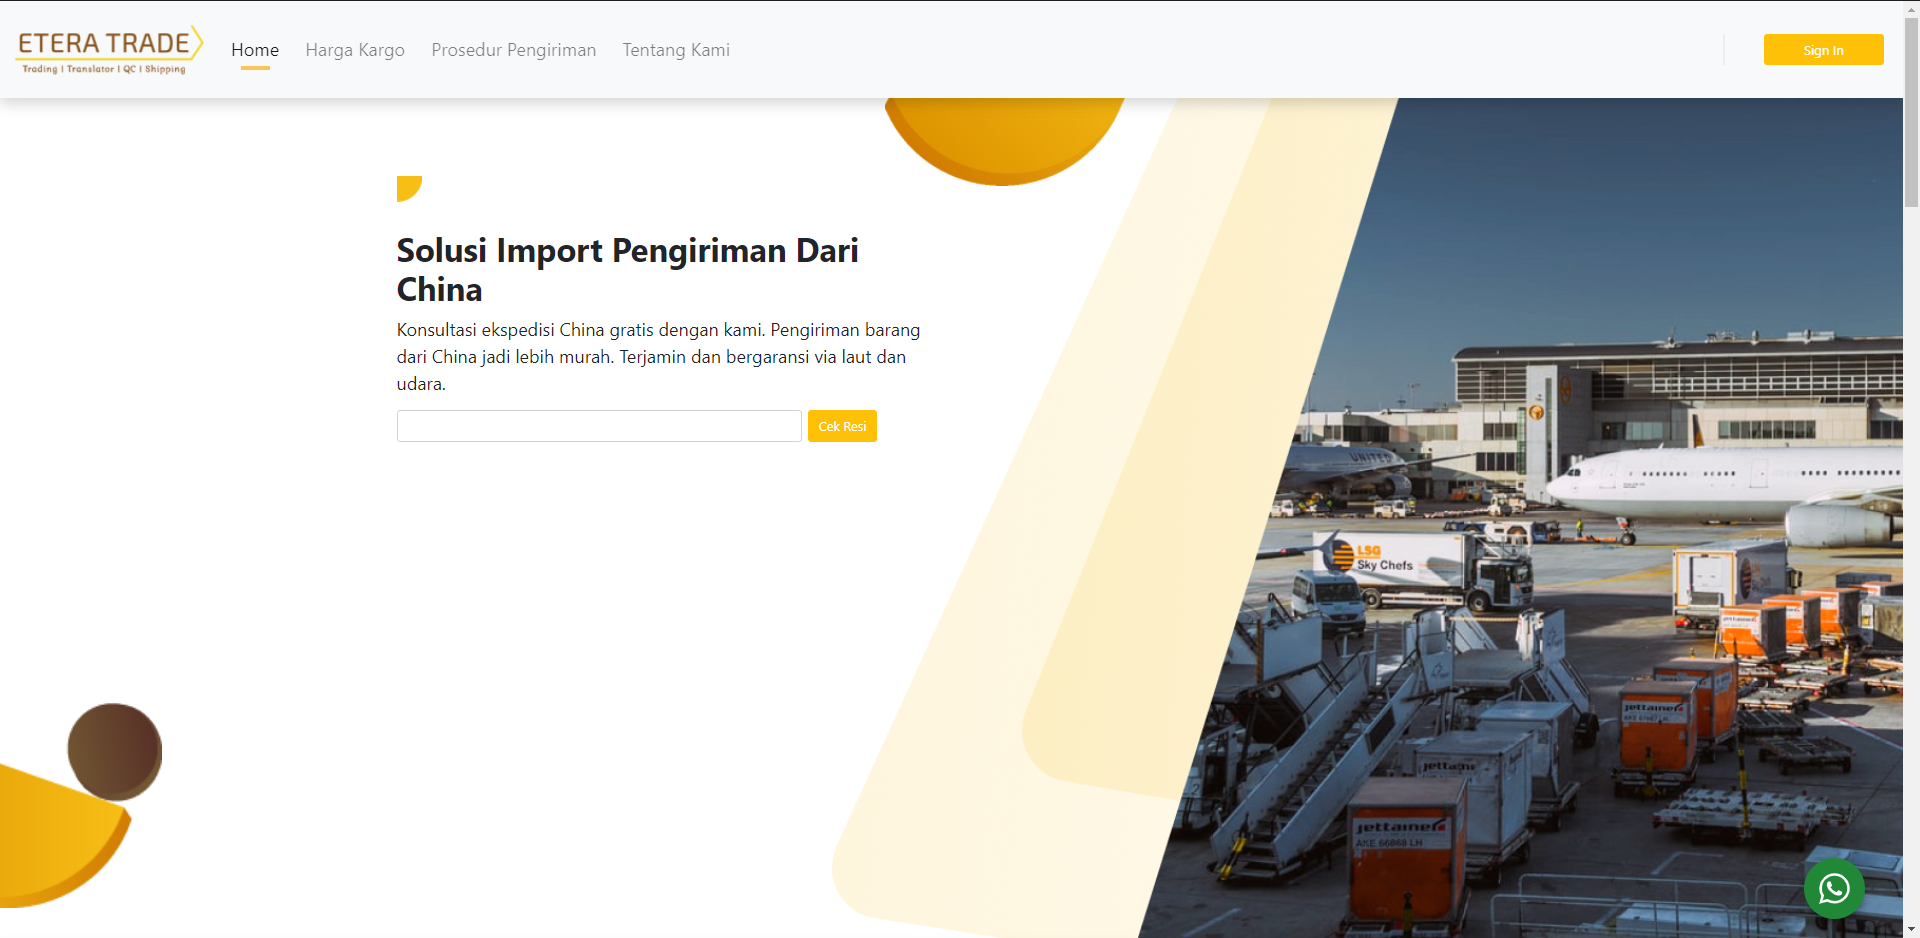 ETERA TRADE
Trading | Translator | QC | Shipping
Home
Harga Kargo
Prosedur Pengiriman
Tentang Kami
Sign In
Solusi Import Pengiriman Dari
China
Konsultasi ekspedisi China gratis dengan kami. Pengiriman barang
dari China jadi lebih murah. Terjamin dan bergaransi via laut dan
udara.
Cek Resi
UNITED
LSG
Sky Chefs
jettainer
jettainer
jettainer
AKE 66868 LH